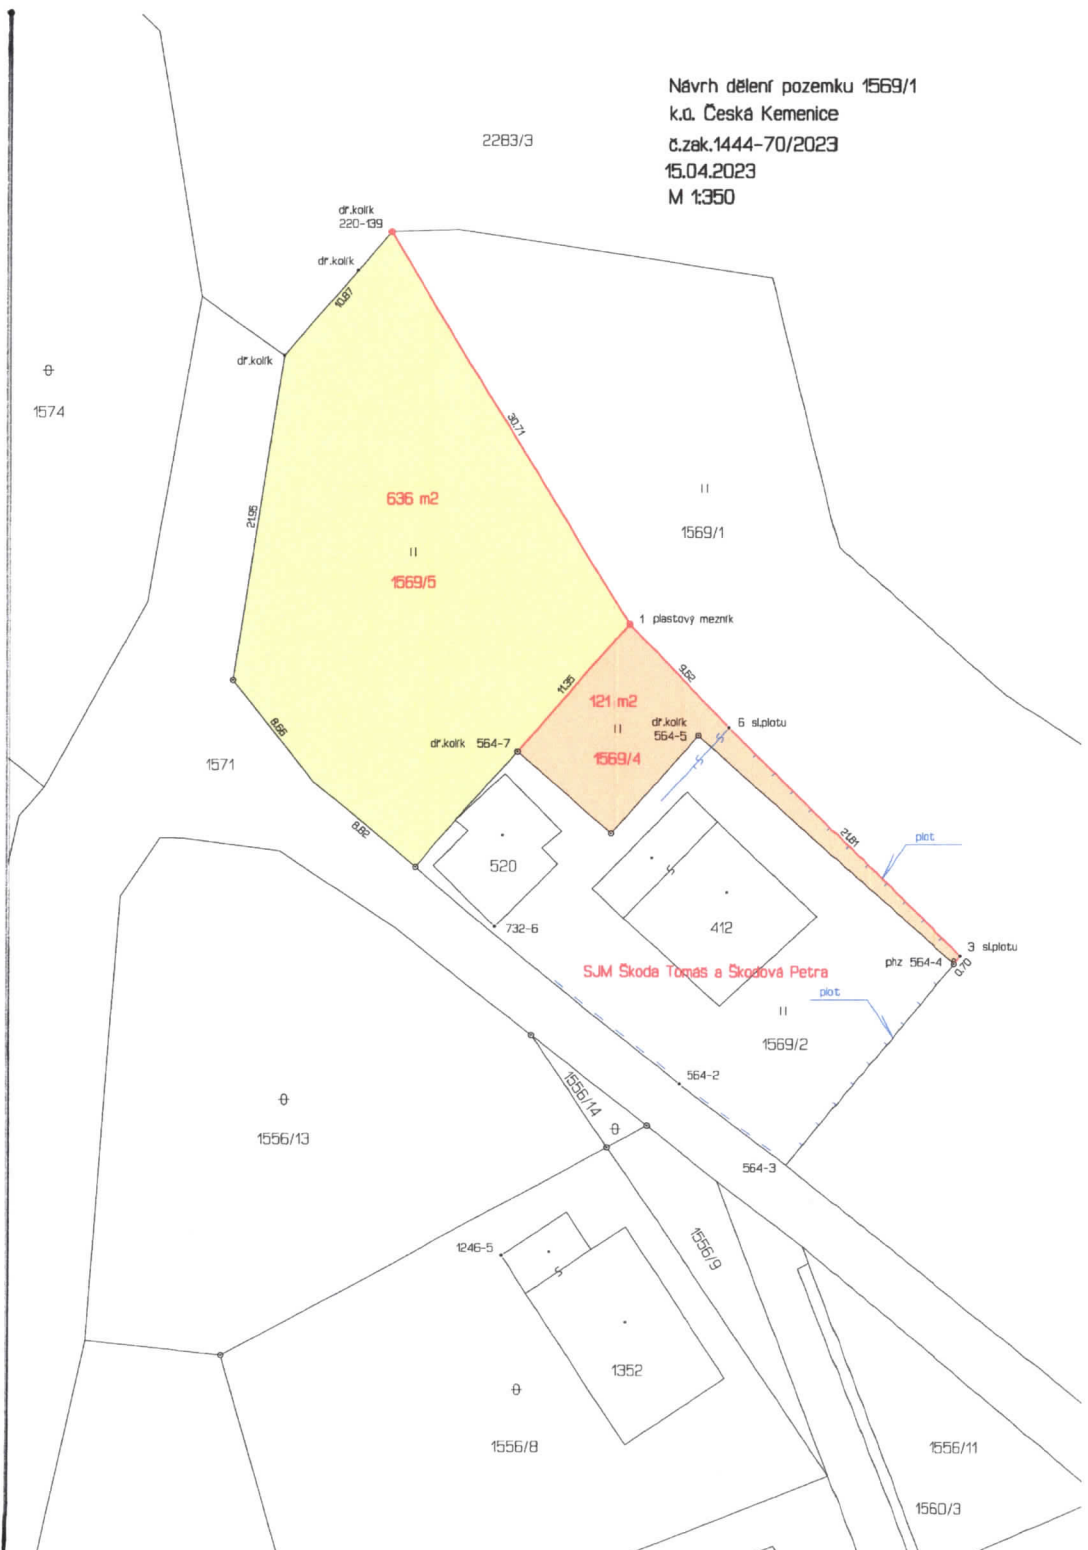 Návrh dělení pozemku 1569/1
k.ú. Česká Kemenice
č.zak.1444-70/2023
15.04.2023
M 1:350
2283/3
dř.kolík
220-139
dř.kolík
10.87
dř.kolík
1574
30.71
21.95
636 m2
1569/5
1569/1
1 plastový mezník
9.62
11.35
121 m2
dř.kolík
564-5
6 sl.plotu
1569/4
dř.kolík 564-7
8.66
1571
8.82
21.81
plot
520
412
732-6
3 sl.plotu
phz 564-4
0.70
SJM Škoda Tomáš a Škodová Petra
plot
1569/2
564-2
1556/14
1556/13
564-3
1246-5
1556/9
1352
1556/8
1556/11
1560/3